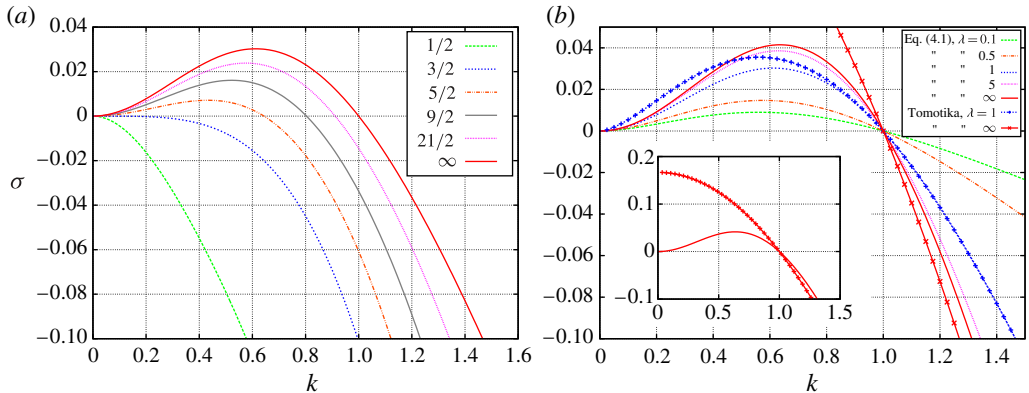 (a)
0.04
0.02
0
−0.02
−0.04
−0.06
−0.08
−0.10
σ
0 0.2 0.4 0.6 0.8 1.0 1.2 1.4 1.6
k
1/2
3/2
5/2
9/2
21/2
∞
(b)
0.04
0.02
0
−0.02
−0.04
−0.06
−0.08
−0.10
0 0.2 0.4 0.6 0.8 1.0 1.2 1.4
k
Eq. (4.1), λ = 0.1
" " 0.5
" " 1
" " 5
" " ∞
Tomotika, λ = 1
" " ∞
0.2
0.1
0
−0.1
0 0.5 1.0 1.5